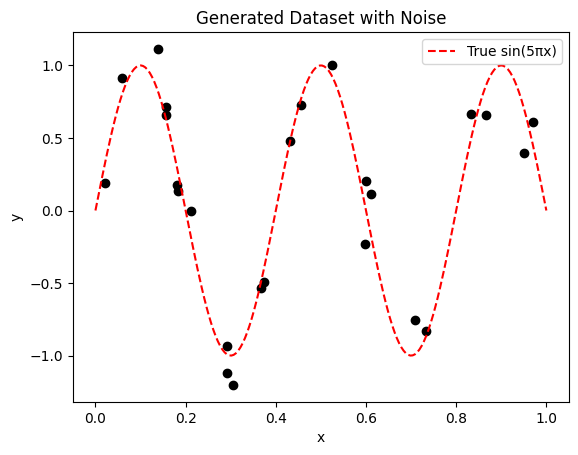 Generated Dataset with Noise
True sin(5πx)
1.0
0.5
0.0
−0.5
−1.0
y
0.0 0.2 0.4 0.6 0.8 1.0
x